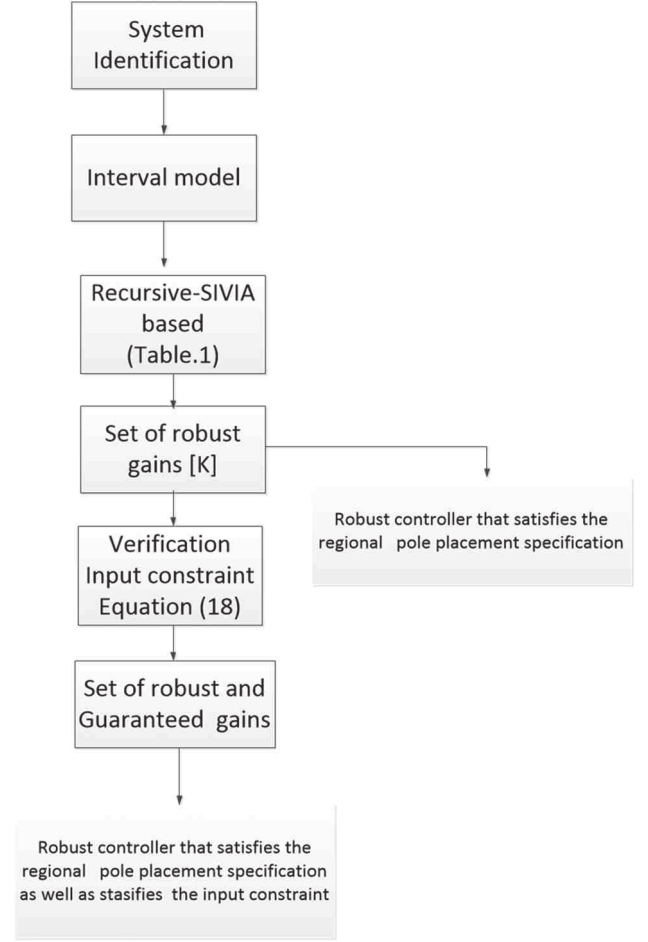 System
Identification
Interval model
Recursive-SIVIA
based
(Table.1)
Set of robust
gains [K]
Robust controller that satisfies the
regional pole placement specification
Verification
Input constraint
Equation (18)
Set of robust and
Guaranteed gains
Robust controller that satisfies the
regional pole placement specification
as well as stasifies the input constraint